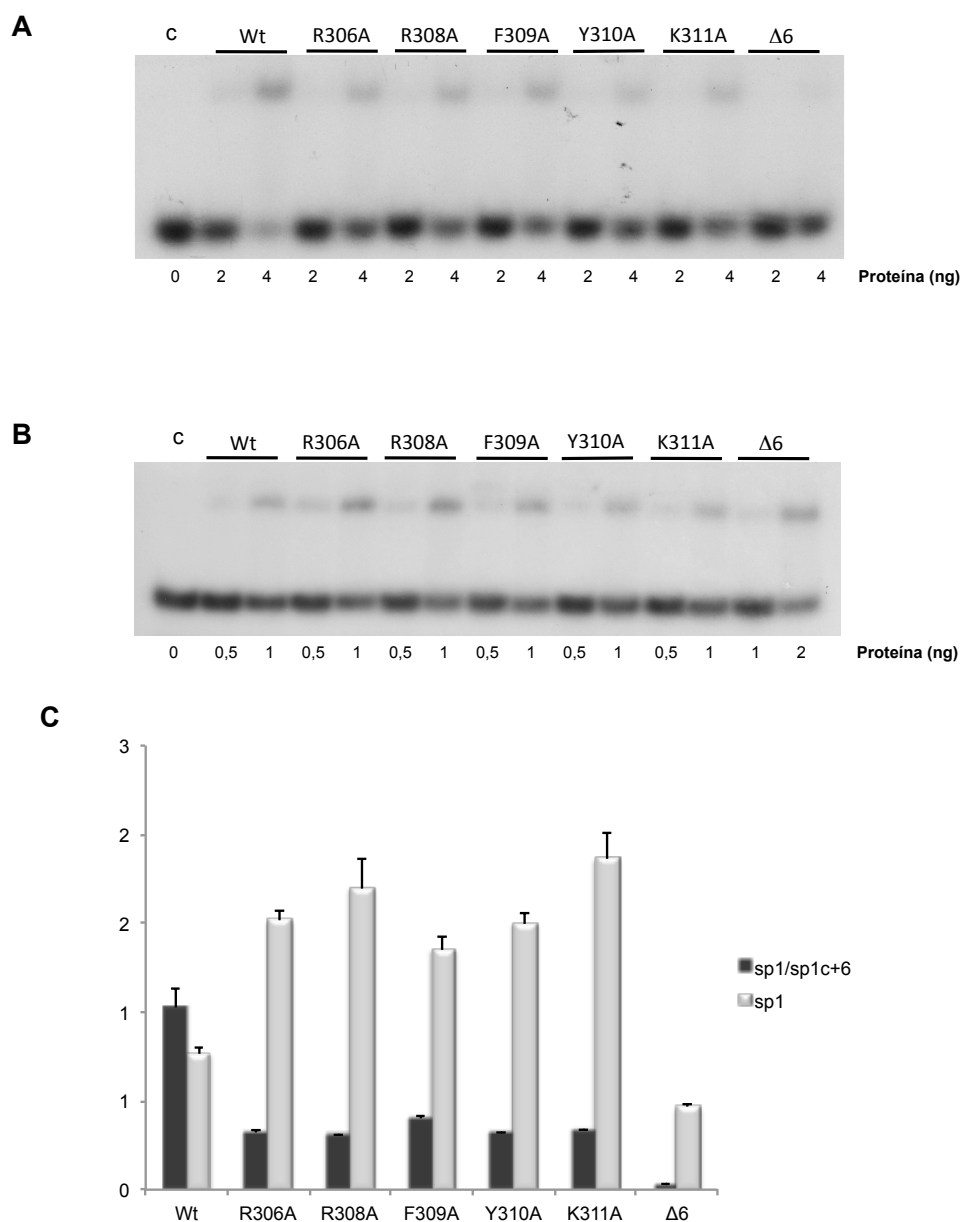 A
c Wt R306A R308A F309A Y310A K311A Δ6
0 2 4 2 4 2 4 2 4 2 4 2 4 2 4 Proteína (ng)
B
c Wt R306A R308A F309A Y310A K311A Δ6
0 0,5 1 0,5 1 0,5 1 0,5 1 0,5 1 0,5 1 1 2 Proteína (ng)
C
3
2
2
1
1
0
sp1/sp1c+6
sp1
Wt R306A R308A F309A Y310A K311A Δ6